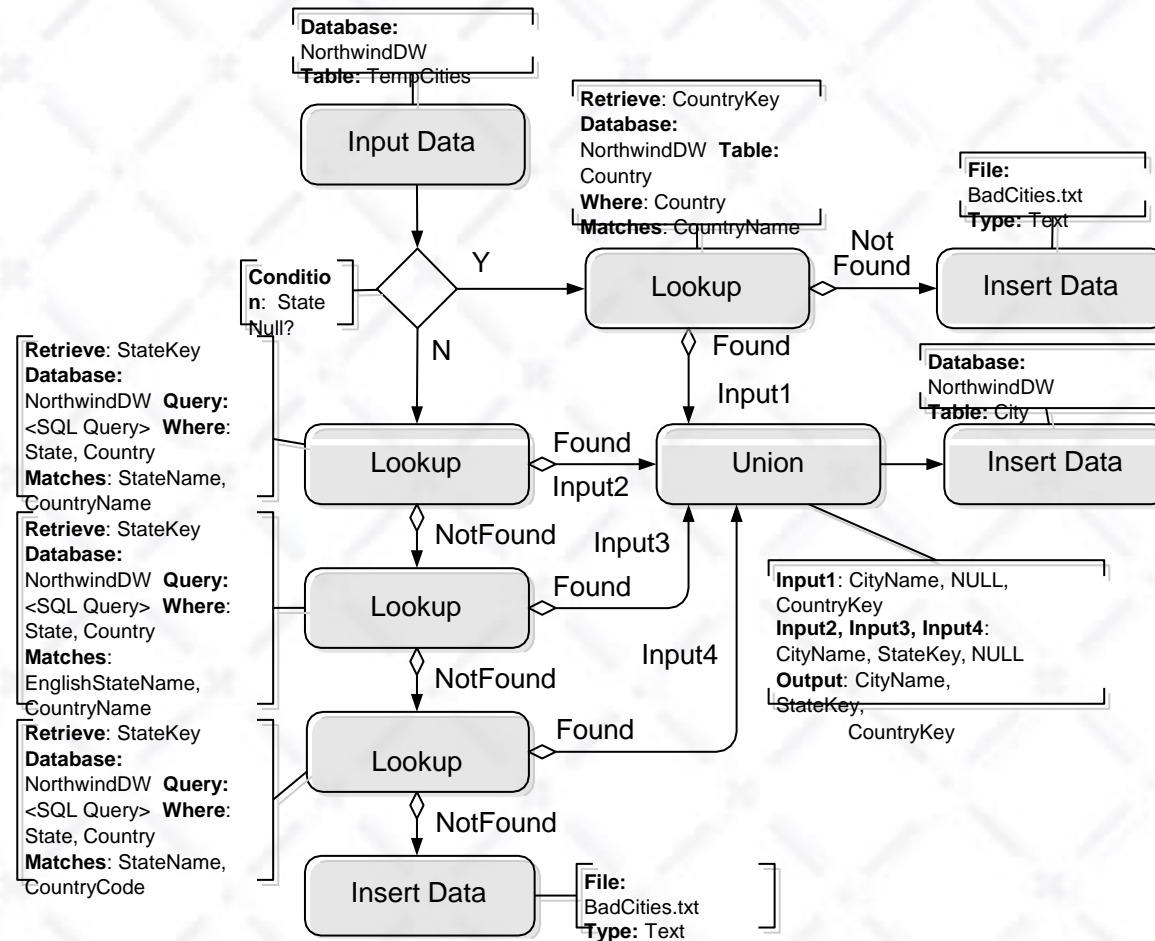 Database:
NorthwindDW
Table: TempCities
Input Data
Retrieve: CountryKey
Database:
NorthwindDW Table:
Country
Where: Country
Matches: CountryName
File:
BadCities.txt
Type: Text
Conditio
n: State
Null?
Y
Lookup
Not
Found
Insert Data
N
Found
Input1
Database:
NorthwindDW
Table: City
Retrieve: StateKey
Database:
NorthwindDW Query:
<SQL Query> Where:
State, Country
Matches: StateName,
CountryName
Lookup
Found
Input2
Union
Insert Data
NotFound
Input3
Retrieve: StateKey
Database:
NorthwindDW Query:
<SQL Query> Where:
State, Country
Matches:
EnglishStateName,
CountryName
Lookup
Found
Input1: CityName, NULL,
CountryKey
Input2, Input3, Input4:
CityName, StateKey, NULL
Output: CityName,
StateKey,
CountryKey
Input4
NotFound
Retrieve: StateKey
Database:
NorthwindDW Query:
<SQL Query> Where:
State, Country
Matches: StateName,
CountryCode
Lookup
Found
NotFound
Insert Data
File:
BadCities.txt
Type: Text